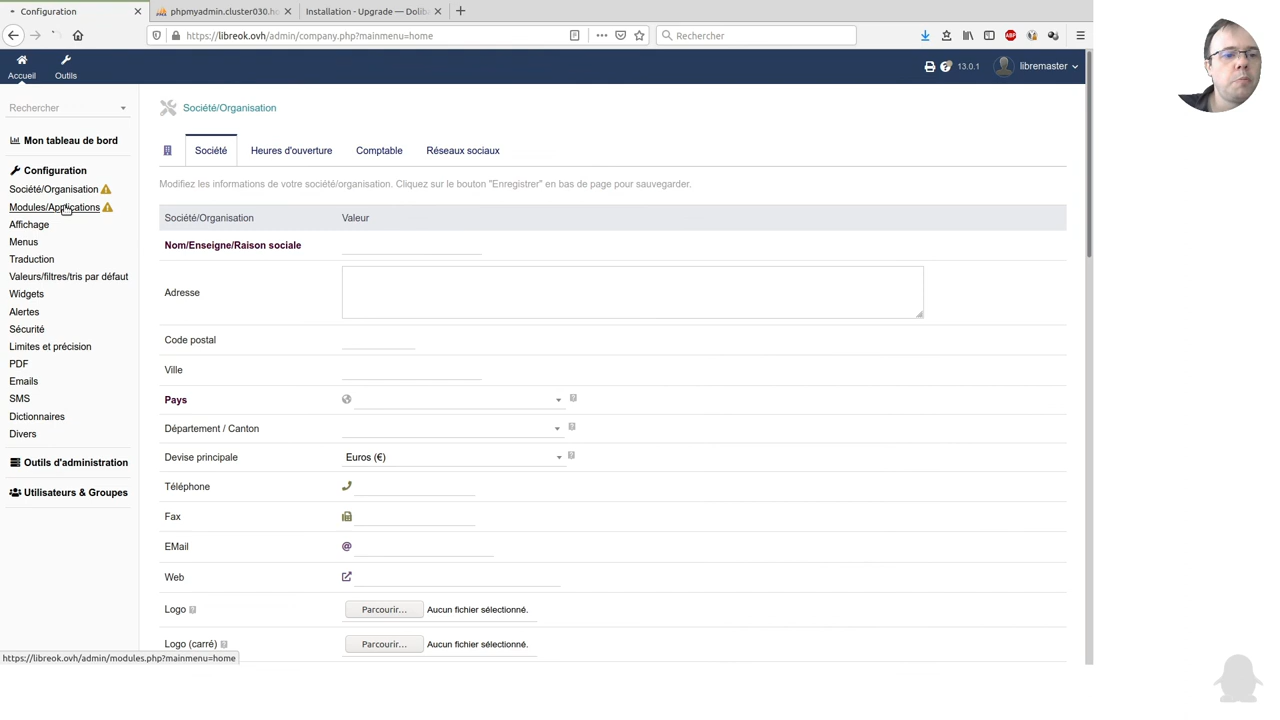 Configuration
phpmyadmin.cluster030.ho
Installation - Upgrade — Dolib
https://libreok.ovh/admin/company.php?mainmenu=home
Rechercher
ABP
Accueil
Outils
13.0.1
libremaster
Rechercher
Mon tableau de bord
Configuration
Société/Organisation
Modules/Applications
Affichage
Menus
Traduction
Valeurs/filtres/tris par défaut
Widgets
Alertes
Sécurité
Limites et précision
PDF
Emails
SMS
Dictionnaires
Divers
Outils d'administration
Utilisateurs & Groupes
Société/Organisation
Société
Heures d'ouverture
Comptable
Réseaux sociaux
Modifiez les informations de votre société/organisation. Cliquez sur le bouton "Enregistrer" en bas de page pour sauvegarder.
Société/Organisation Valeur
Nom/Enseigne/Raison sociale
Adresse
Code postal
Ville
Pays
Département / Canton
Devise principale Euros (€)
Téléphone
Fax
EMail
Web
Logo Parcourir... Aucun fichier sélectionné.
Logo (carré) Parcourir... Aucun fichier sélectionné.
https://libreok.ovh/admin/modules.php?mainmenu=home